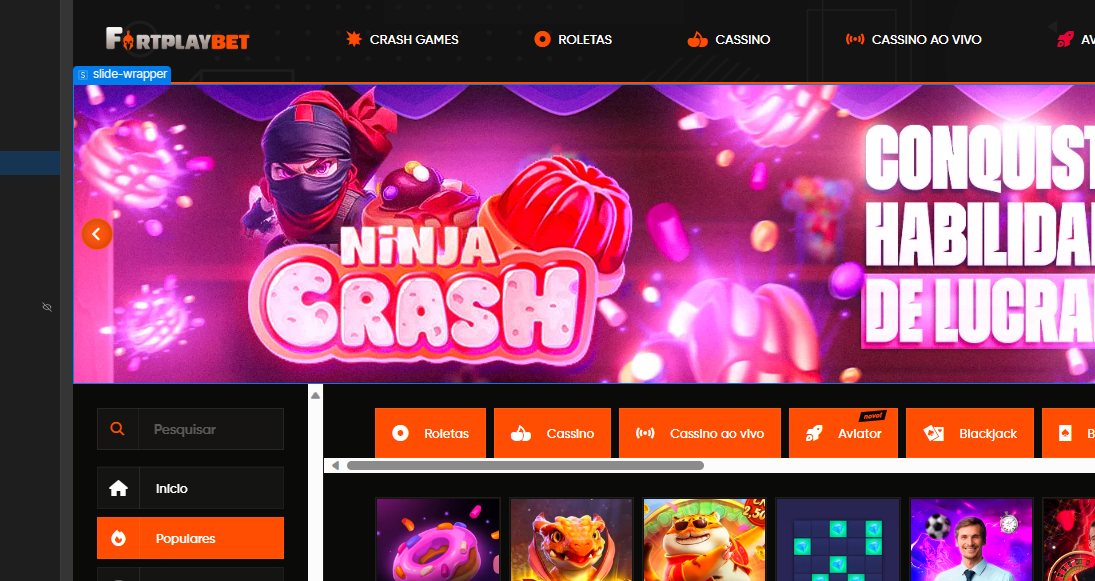 FORTPLAYBET
CRASH GAMES
ROLETAS
CASSINO
CASSINO AO VIVO
AV
S slide-wrapper
NiNJA
CRASH
CONQUIST
HABILIDA
DE LUCRA
Pesquisar
Início
Populares
Roletas
Cassino
Cassino ao vivo
novo!
Aviator
Blackjack
B
2,50